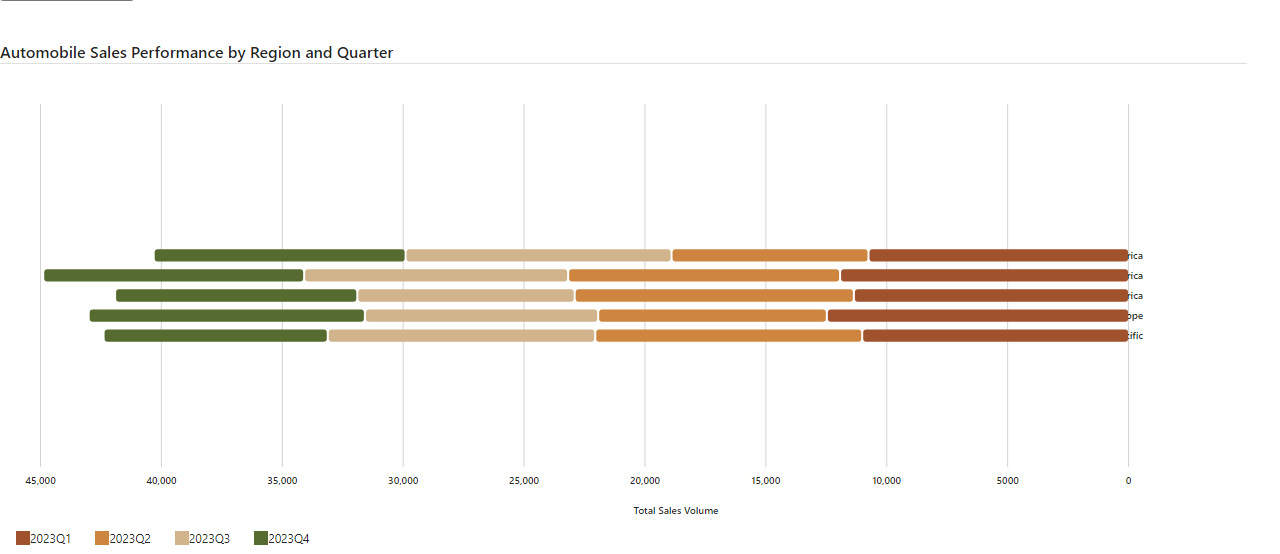 Automobile Sales Performance by Region and Quarter
rica
rica
rica
ope
cific
45,000 40,000 35,000 30,000 25,000 20,000 15,000 10,000 5000 0
Total Sales Volume
2023Q1 2023Q2 2023Q3 2023Q4